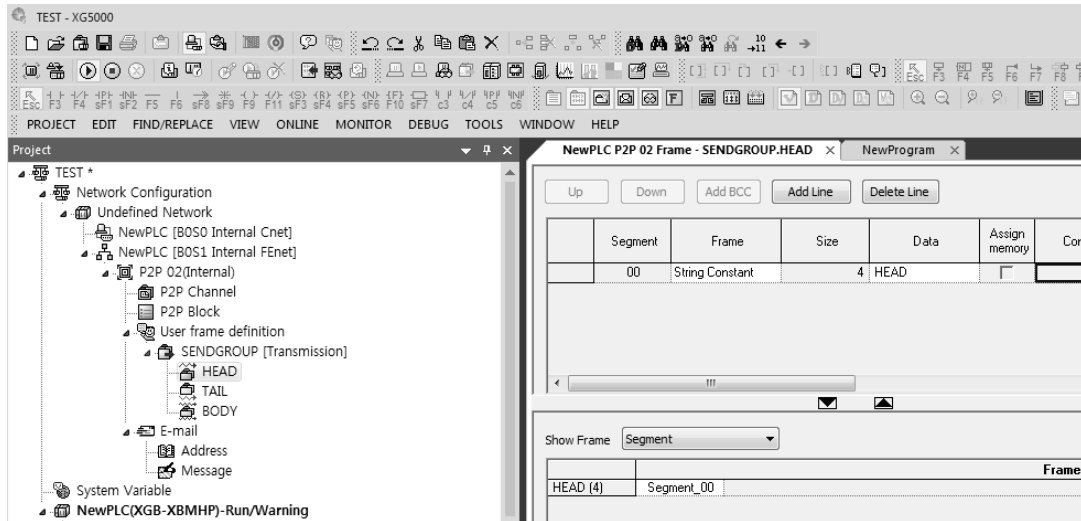 TEST - XG5000
PROJECT EDIT FIND/REPLACE VIEW ONLINE MONITOR DEBUG TOOLS WINDOW HELP
Project
TEST *
Network Configuration
Undefined Network
NewPLC [B0S0 Internal Cnet]
NewPLC [B0S1 Internal FEnet]
P2P 02(Internal)
P2P Channel
P2P Block
User frame definition
SENDGROUP [Transmission]
HEAD
TAIL
BODY
E-mail
Address
Message
System Variable
NewPLC(XGB-XBMHP)-Run/Warning
NewPLC P2P 02 Frame - SENDGROUP.HEAD NewProgram
Up Down Add BCC Add Line Delete Line
Segment Frame Size Data Assign memory Cor
00 String Constant 4 HEAD
Show Frame Segment
Frame
HEAD (4) Segment_00